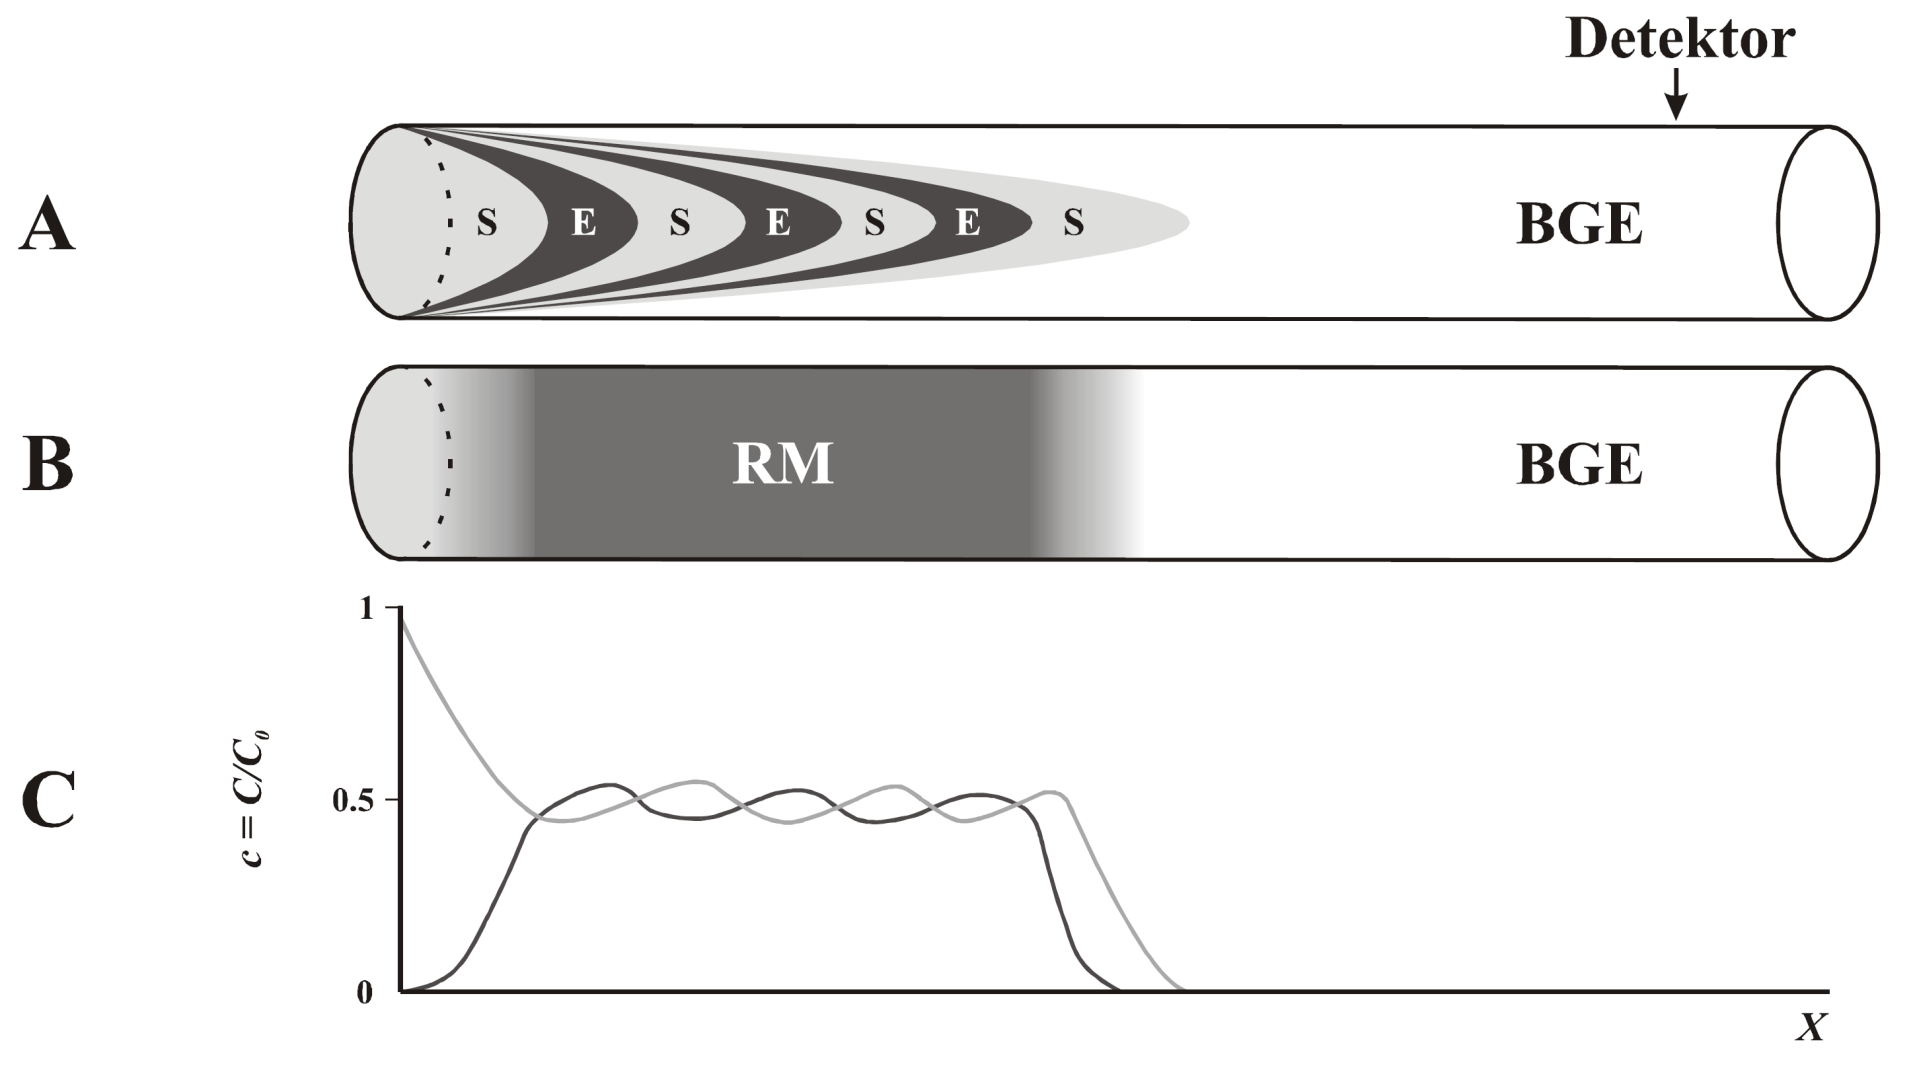 Detektor
A
S E S E S E S
BGE
B
RM
BGE
C
1
0.5
0
c = C/C₀
X